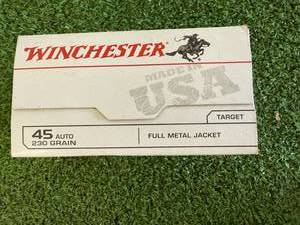 WINCHESTER
MADE IN
USA
TARGET
45 AUTO
230 GRAIN
FULL METAL JACKET